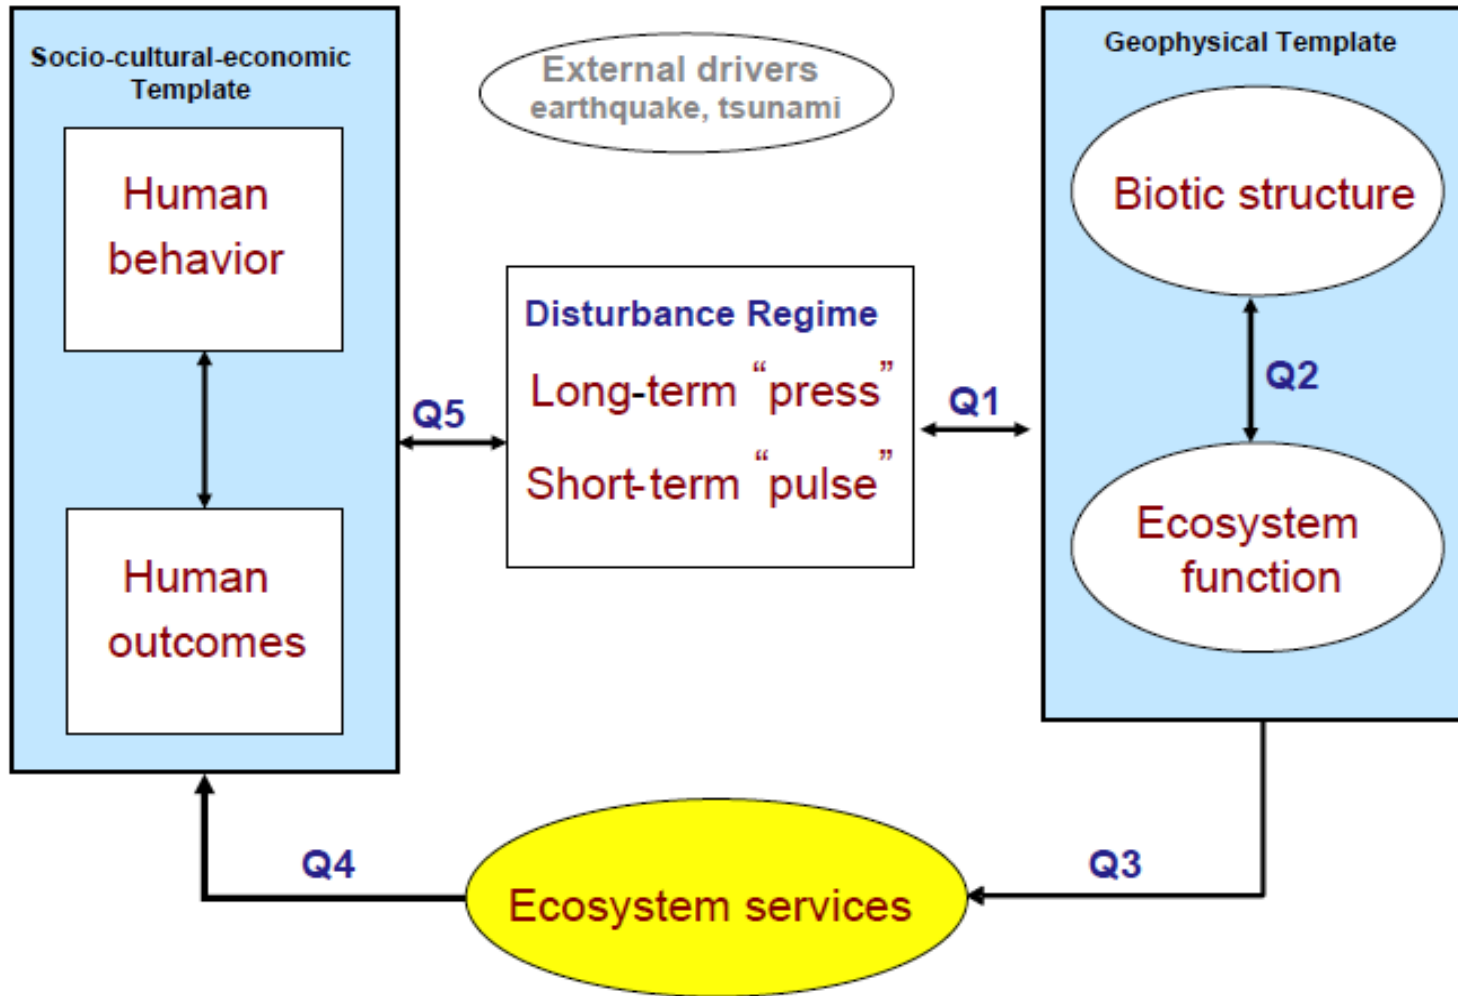 Socio-cultural-economic
Template
Human
behavior
Human
outcomes
External drivers
earthquake, tsunami
Q5
Disturbance Regime
Long-term “press”
Short-term “pulse”
Q1
Geophysical Template
Biotic structure
Q2
Ecosystem
function
Q4
Ecosystem services
Q3